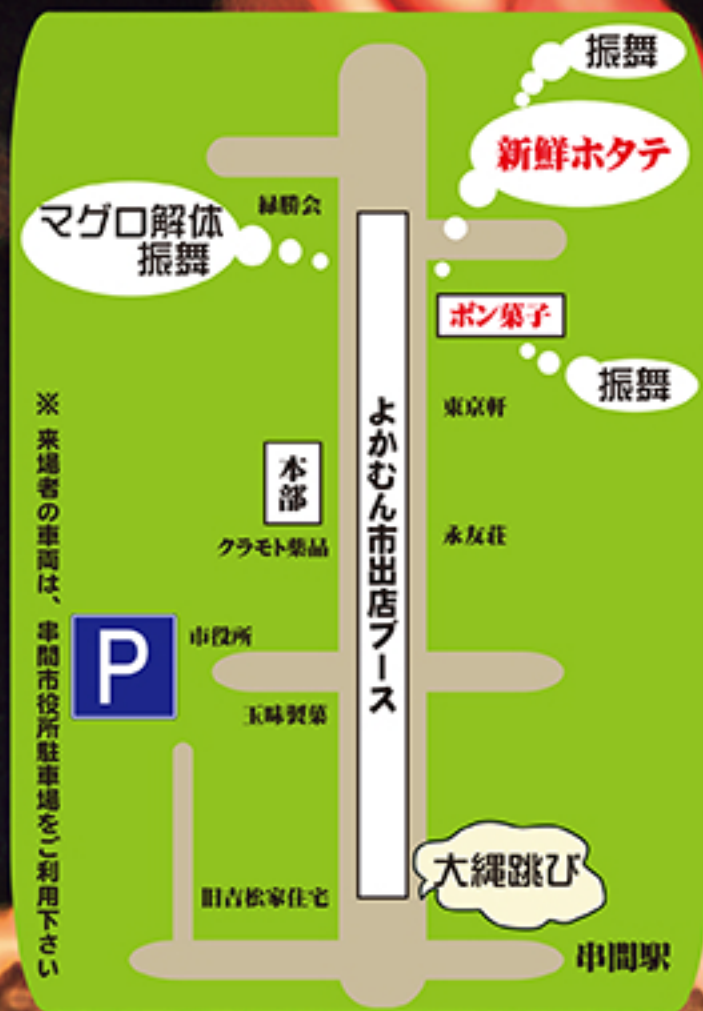 振舞
新鮮ホタテ
緑勝会
マグロ解体
振舞
ポン菓子
振舞
東京軒
よかむん市出店ブース
本部
クラモト薬品
永友荘
※ 来場者の車両は、串間市役所駐車場をご利用下さい
市役所
P
玉味製菓
大縄跳び
旧吉松家住宅
串間駅